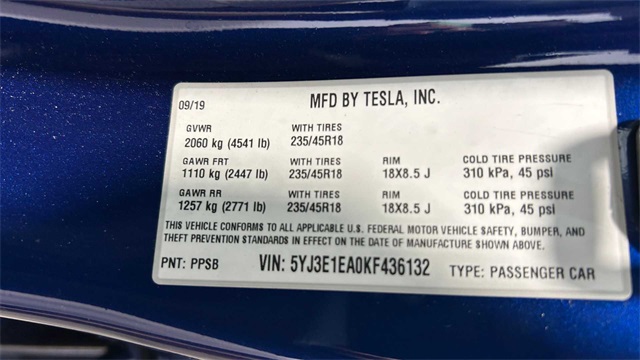 09/19 MFD BY TESLA, INC.
GVWR WITH TIRES
2060 kg (4541 lb) 235/45R18
GAWR FRT WITH TIRES RIM COLD TIRE PRESSURE
1110 kg (2447 lb) 235/45R18 18X8.5 J 310 kPa, 45 psi
GAWR RR WITH TIRES RIM COLD TIRE PRESSURE
1257 kg (2771 lb) 235/45R18 18X8.5 J 310 kPa, 45 psi
THIS VEHICLE CONFORMS TO ALL APPLICABLE U.S. FEDERAL MOTOR VEHICLE SAFETY, BUMPER, AND
THEFT PREVENTION STANDARDS IN EFFECT ON THE DATE OF MANUFACTURE SHOWN ABOVE.
PNT: PPSB VIN: 5YJ3E1EA0KF436132 TYPE: PASSENGER CAR